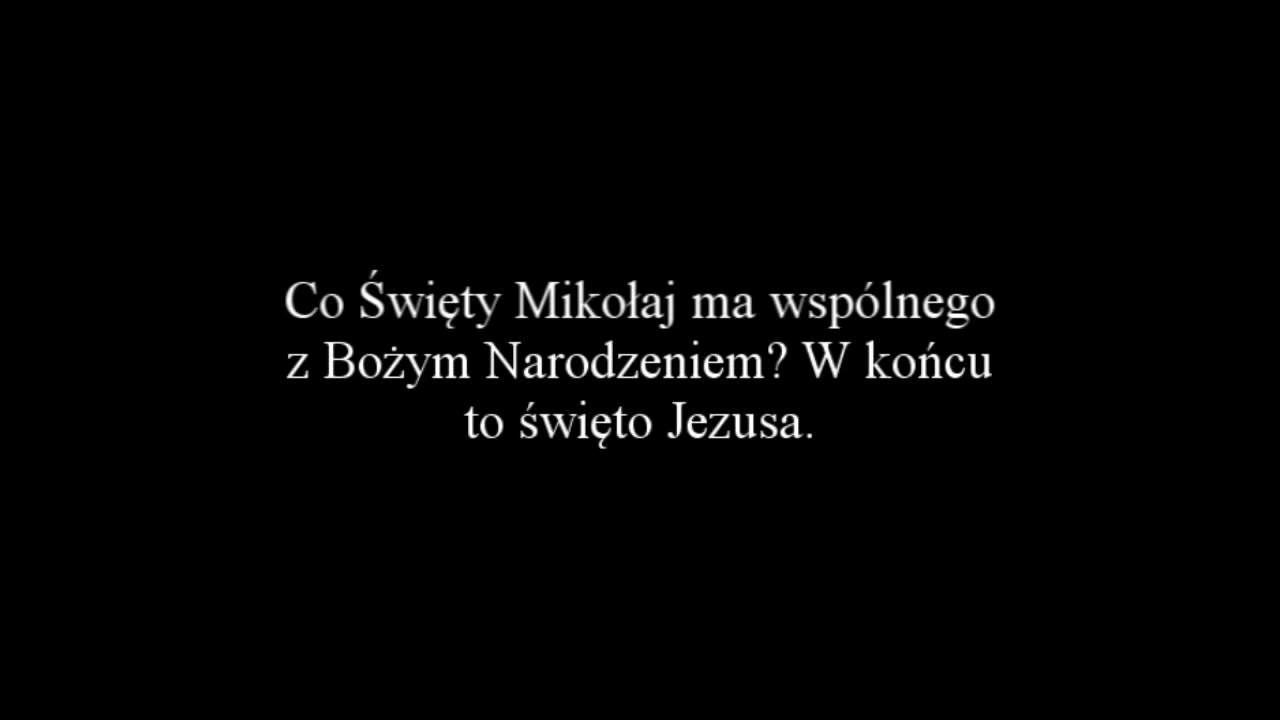 Co Święty Mikołaj ma wspólnego
z Bożym Narodzeniem? W końcu
to święto Jezusa.